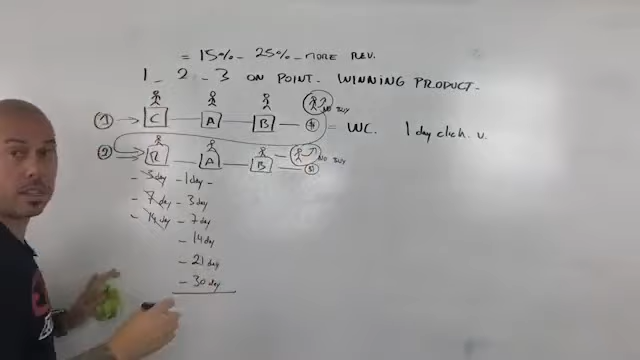 = 15% - 25% - MORE REV.
1 - 2 - 3 ON POINT. WINNING PRODUCT.
1 → C — A — B — $ NO BUY = WC. 1 day click. v.
2 R — A — B — $ NO BUY
- 3 day - 1 day -
- 7 day - 3 day
- 14 day - 7 day
- 14 day
- 21 day
- 30 day